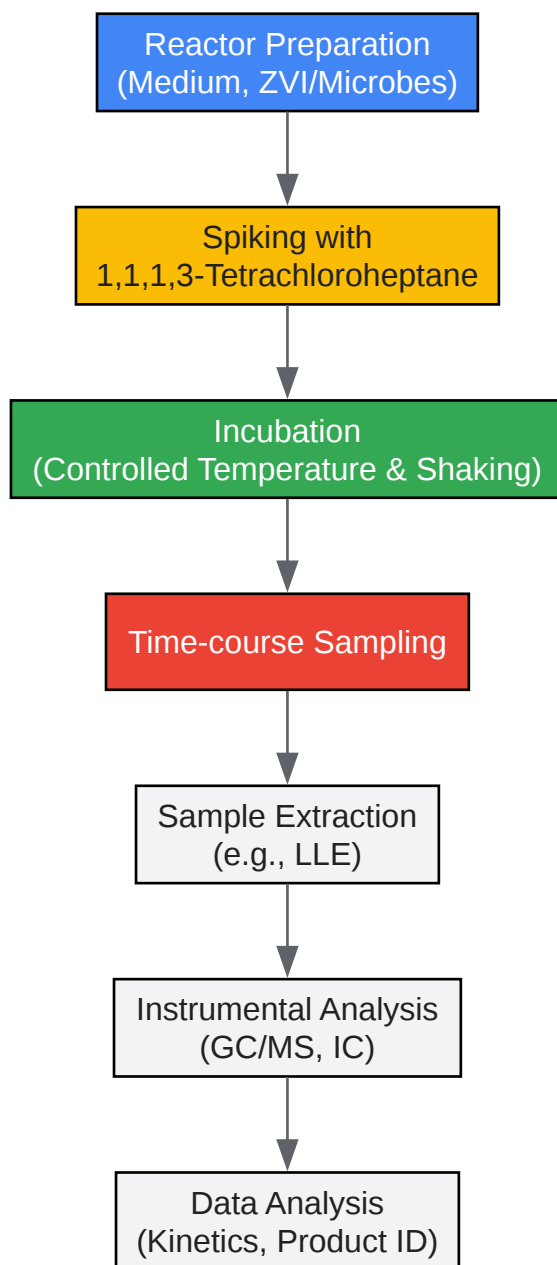 Reactor Preparation
(Medium, ZVI/Microbes)
Spiking with
1,1,1,3-Tetrachloroheptane
Incubation
(Controlled Temperature & Shaking)
Time-course Sampling
Sample Extraction
(e.g., LLE)
Instrumental Analysis
(GC/MS, IC)
Data Analysis
(Kinetics, Product ID)